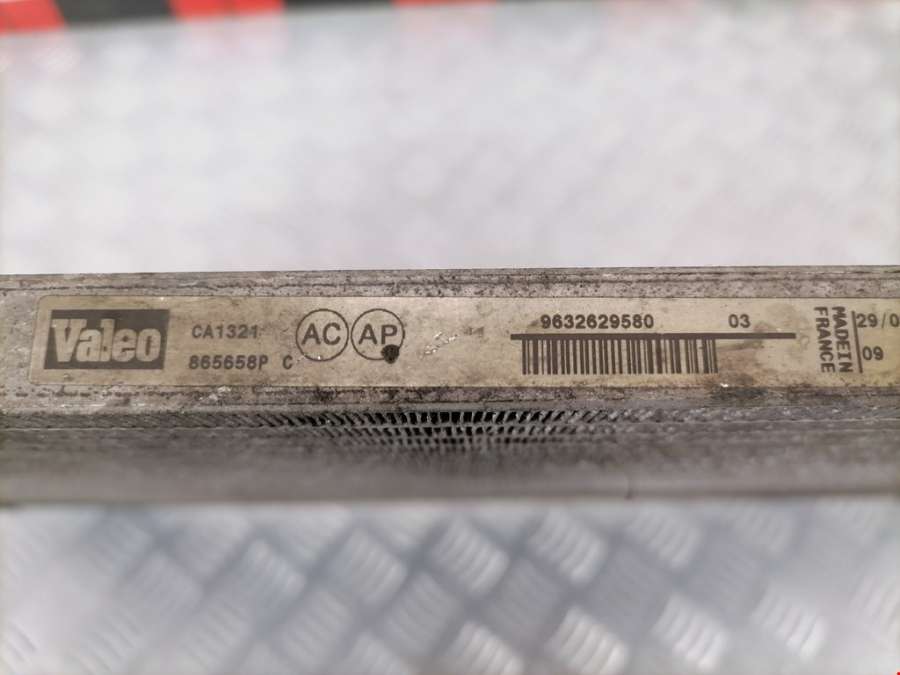 Valeo
CA1321
865658P C
AC AP
9632629580 03
MADE IN
FRANCE
29/0
09